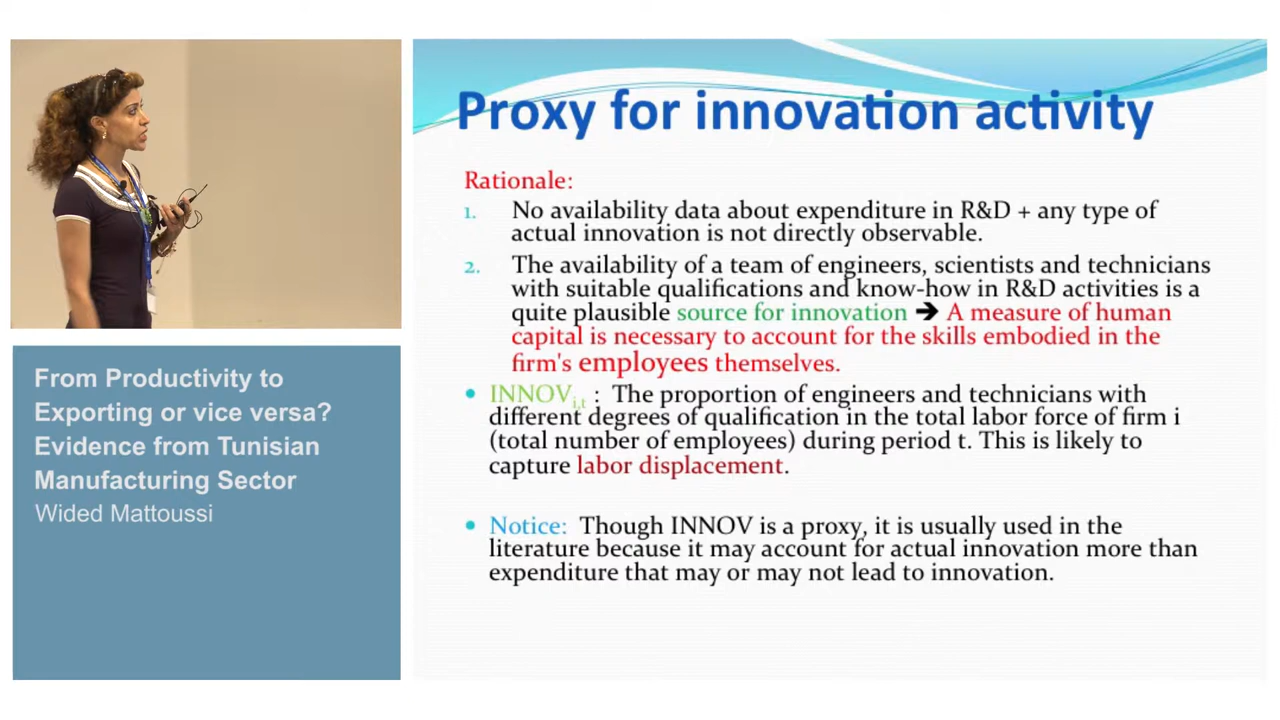 From Productivity to
Exporting or vice versa?
Evidence from Tunisian
Manufacturing Sector
Wided Mattoussi
Proxy for innovation activity
Rationale:
1. No availability data about expenditure in R&D + any type of
actual innovation is not directly observable.
2. The availability of a team of engineers, scientists and technicians
with suitable qualifications and know-how in R&D activities is a
quite plausible source for innovation ➔ A measure of human
capital is necessary to account for the skills embodied in the
firm's employees themselves.
• INNOVi,t : The proportion of engineers and technicians with
different degrees of qualification in the total labor force of firm i
(total number of employees) during period t. This is likely to
capture labor displacement.
• Notice: Though INNOV is a proxy, it is usually used in the
literature because it may account for actual innovation more than
expenditure that may or may not lead to innovation.